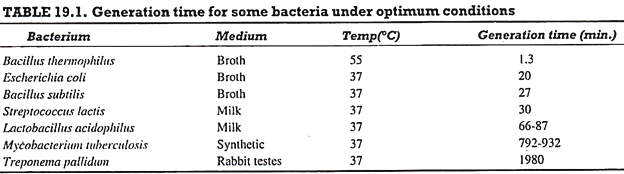 TABLE 19.1. Generation time for some bacteria under optimum conditions
Bacterium Medium Temp(°C) Generation time (min.)
Bacillus thermophilus Broth 55 1.3
Escherichia coli Broth 37 20
Bacillus subtilis Broth 37 27
Streptococcus lactis Milk 37 30
Lactobacillus acidophilus Milk 37 66-87
Mycobacterium tuberculosis Synthetic 37 792-932
Treponema pallidum Rabbit testes 37 1980